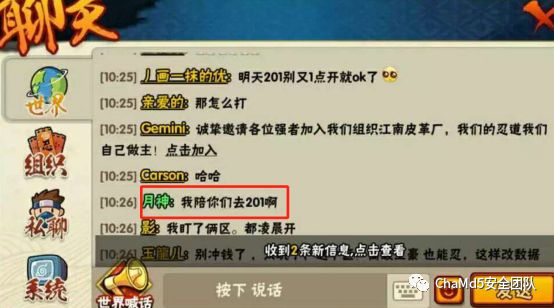 聊天
世界
组织
私聊
系统
[10:25] 丿画一抹的优: 明天201别又1点开就ok了
[10:25] 亲爱的: 那怎么打
[10:25] Gemini: 诚挚邀请各位强者加入我们组织江南皮革厂，我们的忍道我们
自己做主！点击加入
[10:25] Carson: 哈哈
[10:26] 月神: 我陪你们去201啊
[10:26] 影: 我盯了俩区。都凌晨开
[10:26] 玉龍儿: 别冲钱了
豪也能忍，这样改数据
收到2条新信息,点击查看
世界喊话
按下 说话
发送
ChaMd5安全团队